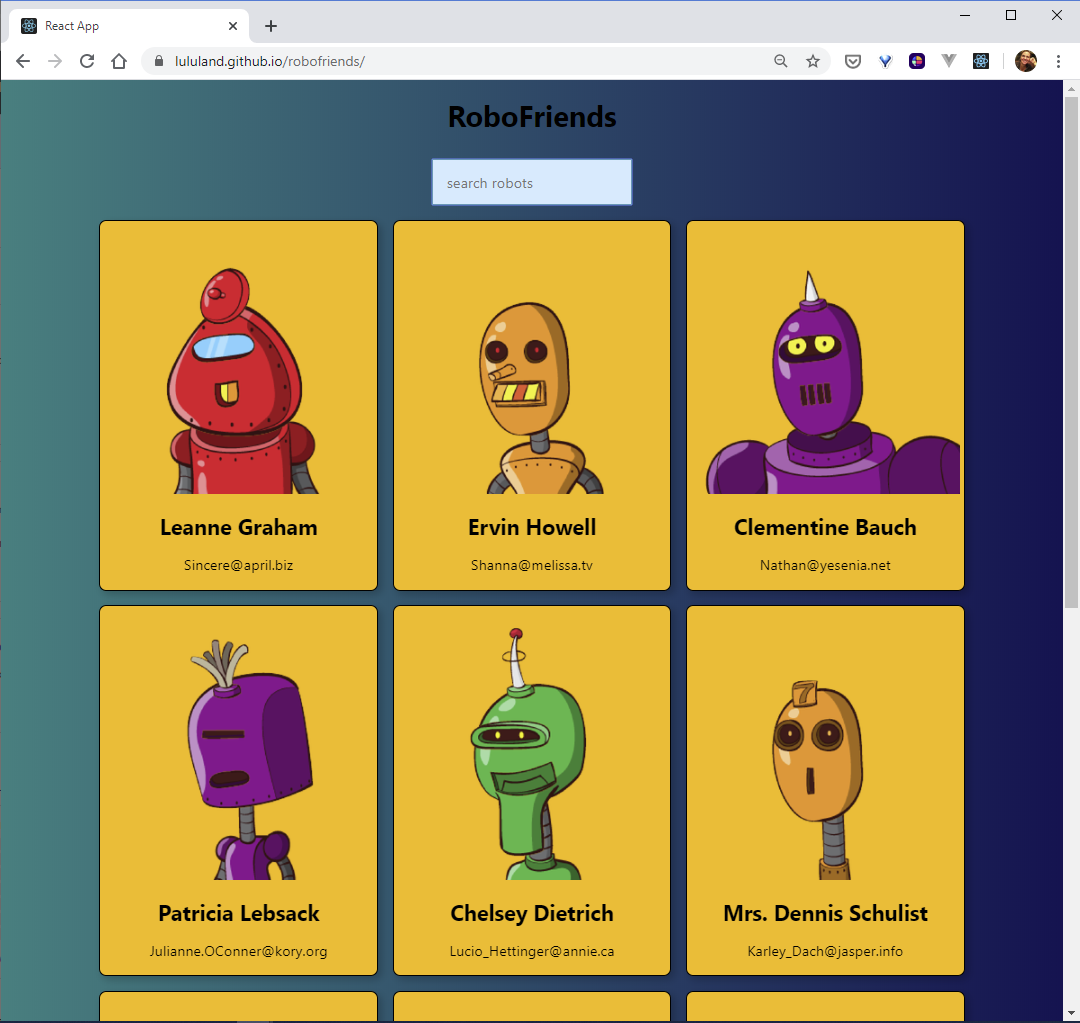 React App
lululand.github.io/robofriends/
RoboFriends
search robots
Leanne Graham
Sincere@april.biz
Ervin Howell
Shanna@melissa.tv
Clementine Bauch
Nathan@yesenia.net
Patricia Lebsack
Julianne.OConner@kory.org
Chelsey Dietrich
Lucio_Hettinger@annie.ca
7
Mrs. Dennis Schulist
Karley_Dach@jasper.info